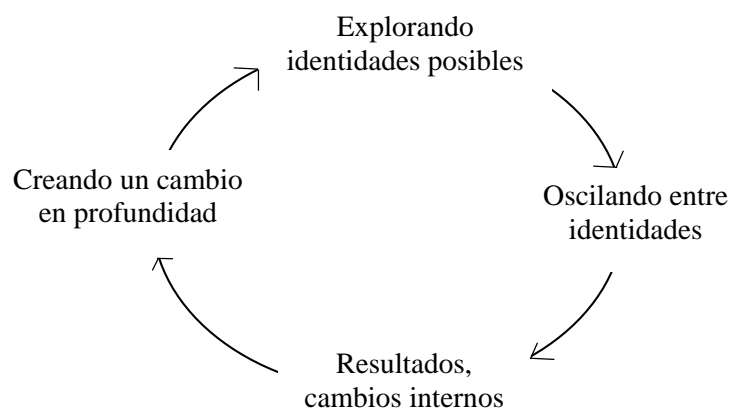 Explorando
identidades posibles
Oscilando entre
identidades
Resultados,
cambios internos
Creando un cambio
en profundidad